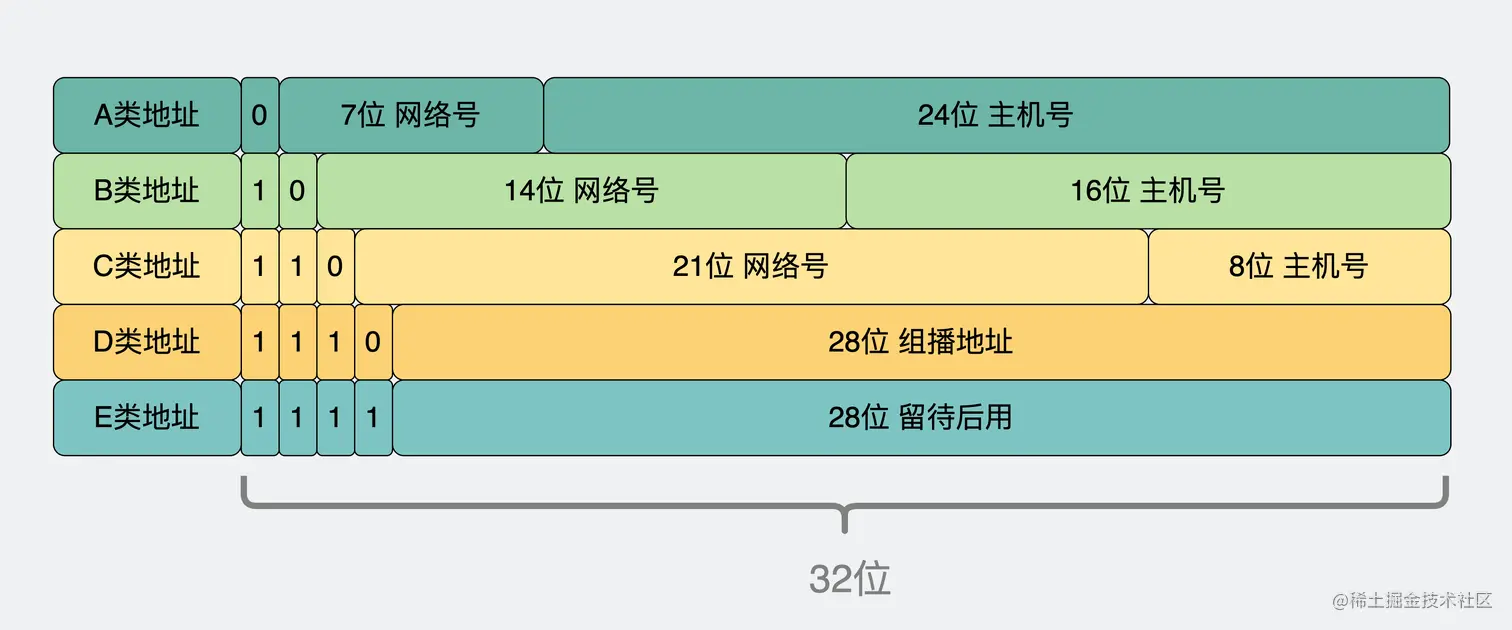 A类地址 0 7位 网络号 24位 主机号
B类地址 1 0 14位 网络号 16位 主机号
C类地址 1 1 0 21位 网络号 8位 主机号
D类地址 1 1 1 0 28位 组播地址
E类地址 1 1 1 1 28位 留待后用
32位
@稀土掘金技术社区